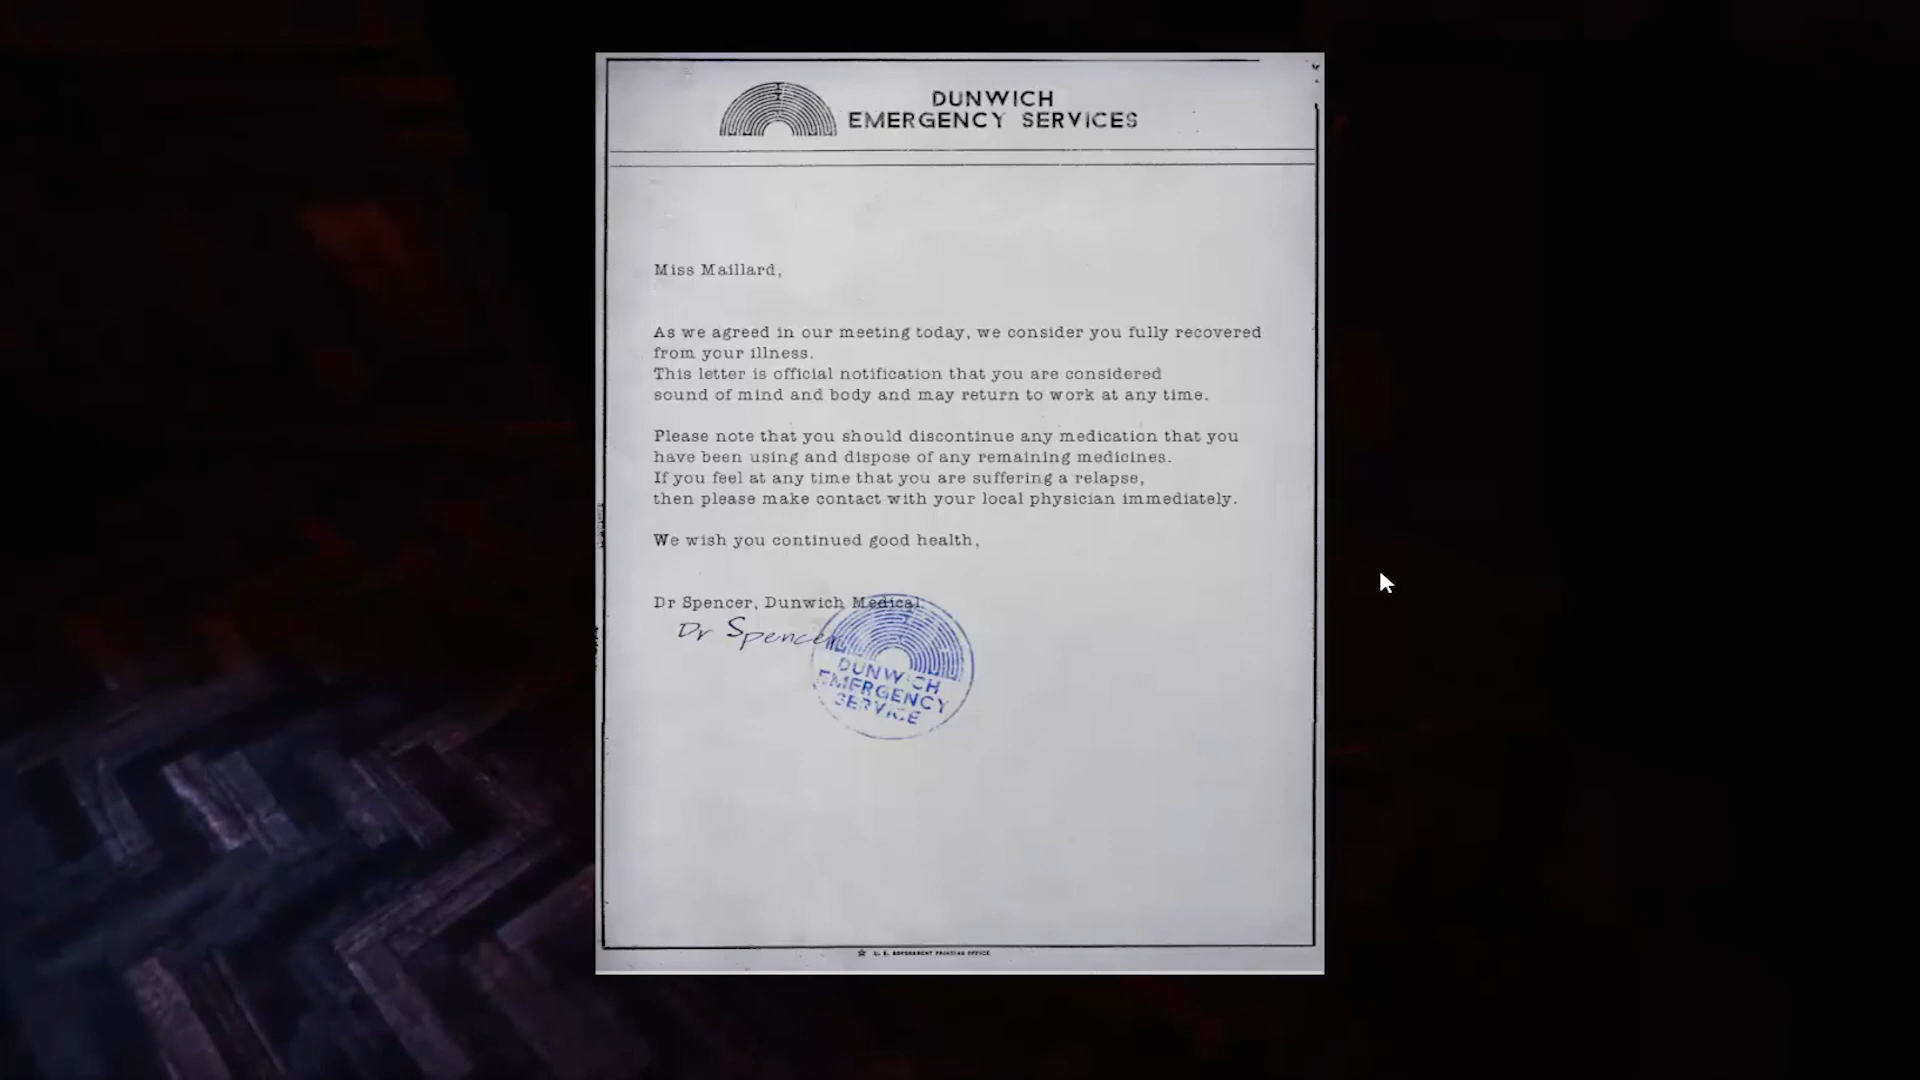 DUNWICH
EMERGENCY SERVICES
Miss Maillard,
As we agreed in our meeting today, we consider you fully recovered
from your illness.
This letter is official notification that you are considered
sound of mind and body and may return to work at any time.
Please note that you should discontinue any medication that you
have been using and dispose of any remaining medicines.
If you feel at any time that you are suffering a relapse,
then please make contact with your local physician immediately.
We wish you continued good health,
Dr Spencer, Dunwich Medical
Dr Spencer
DUNWICH
EMERGENCY
SERVICE
U. S. GOVERNMENT PRINTING OFFICE